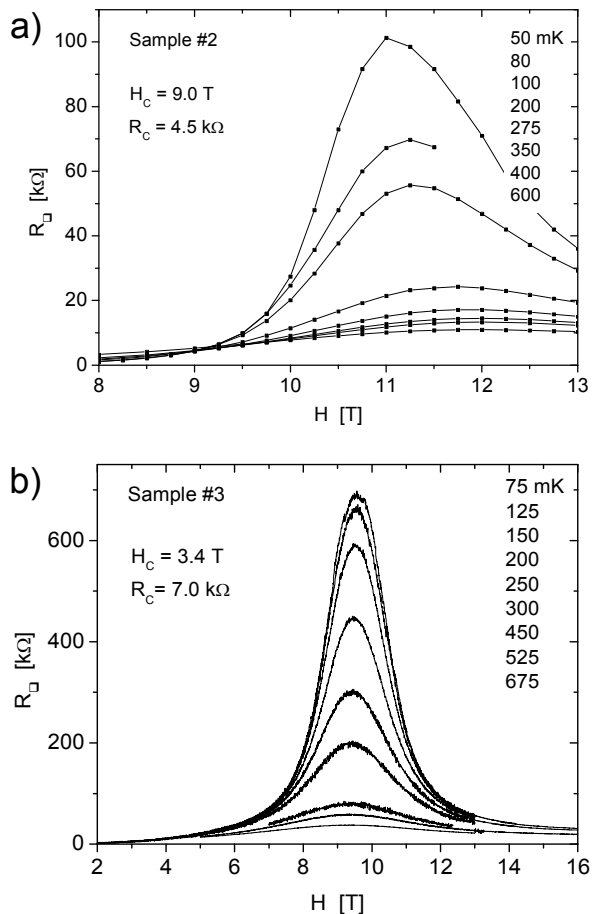 a)
Sample #2
H_C = 9.0 T
R_C = 4.5 kΩ
50 mK
80
100
200
275
350
400
600
100
80
60
40
20
0
R_□ [kΩ]
8 9 10 11 12 13
H [T]
b)
Sample #3
H_C = 3.4 T
R_C= 7.0 kΩ
75 mK
125
150
200
250
300
450
525
675
600
400
200
0
R_□ [kΩ]
2 4 6 8 10 12 14 16
H [T]